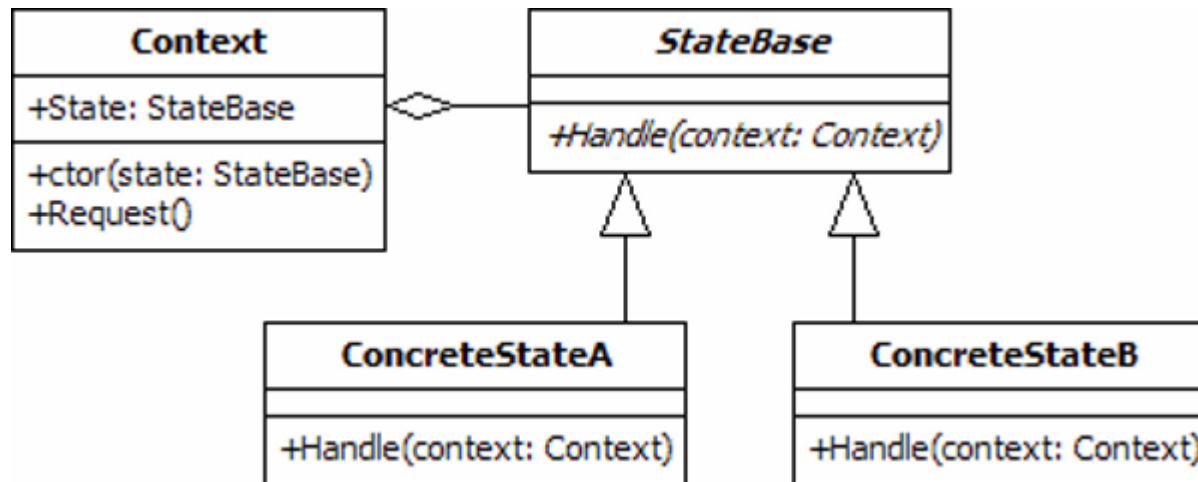 Context
+State: StateBase
+ctor(state: StateBase)
+Request()
StateBase
+Handle(context: Context)
ConcreteStateA
+Handle(context: Context)
ConcreteStateB
+Handle(context: Context)